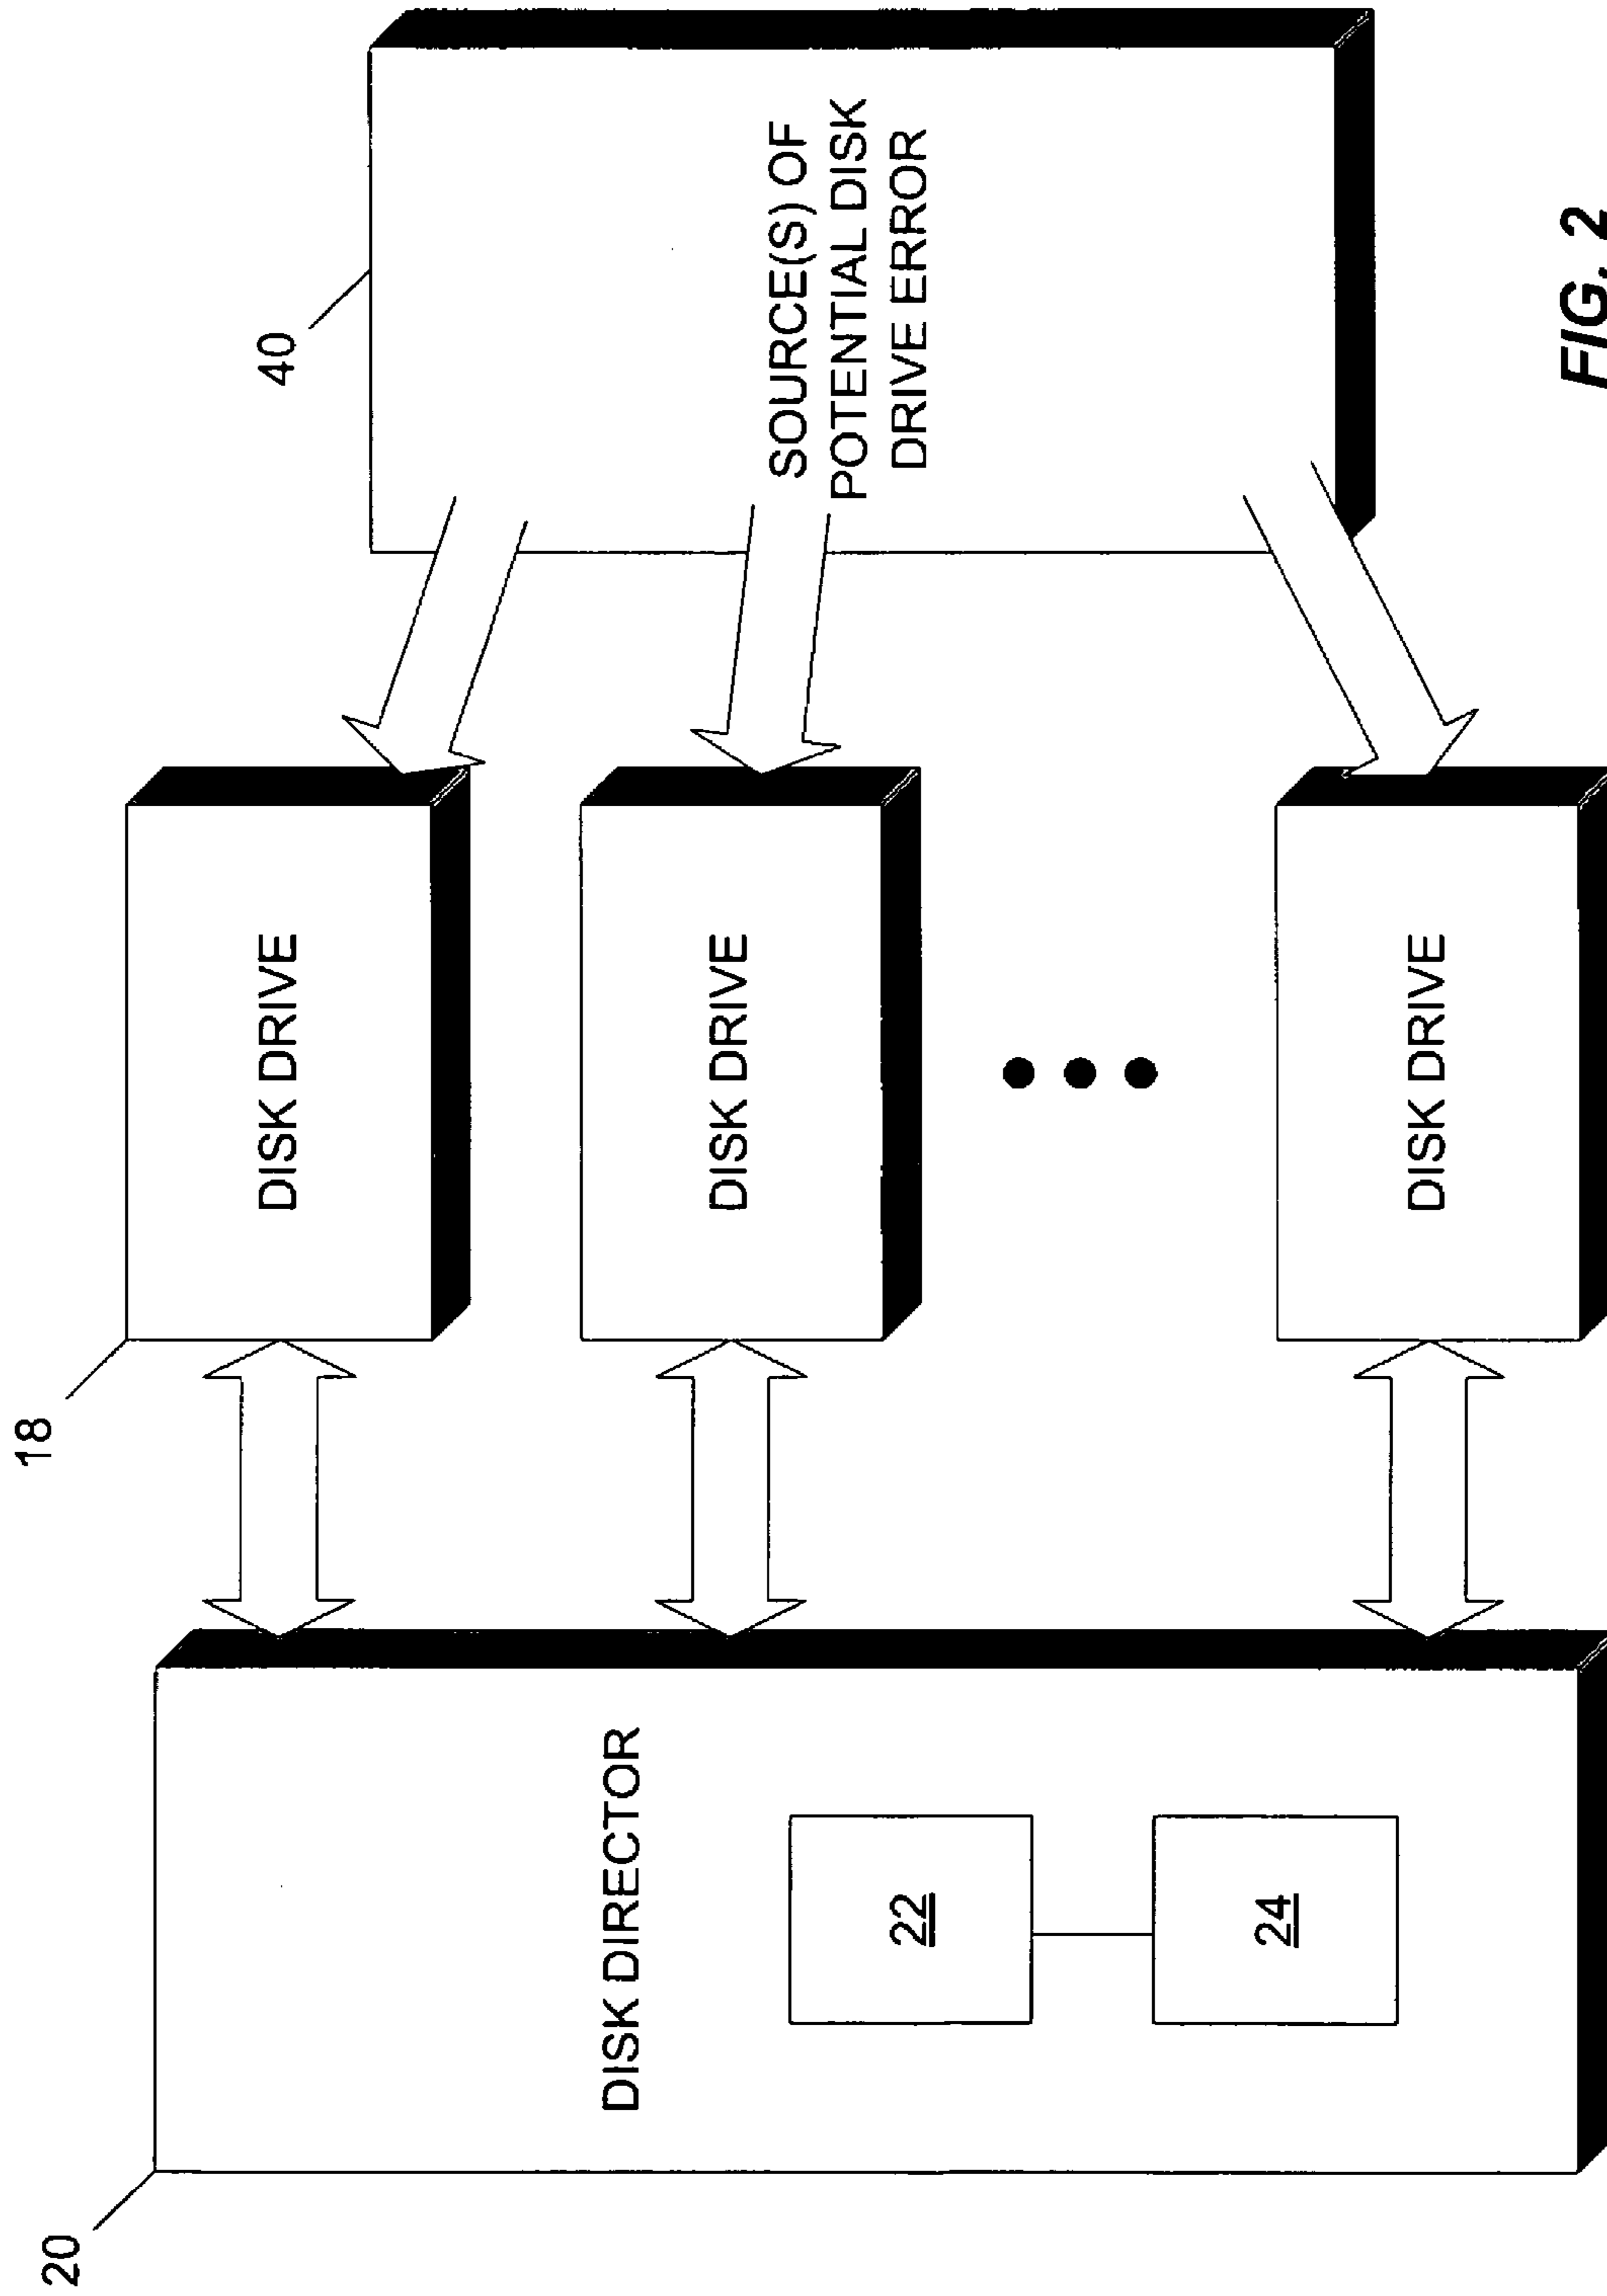 20
DISK DIRECTOR
22
24
18
DISK DRIVE
DISK DRIVE
DISK DRIVE
40
SOURCE(S) OF
POTENTIAL DISK
DRIVE ERROR
FIG. 2